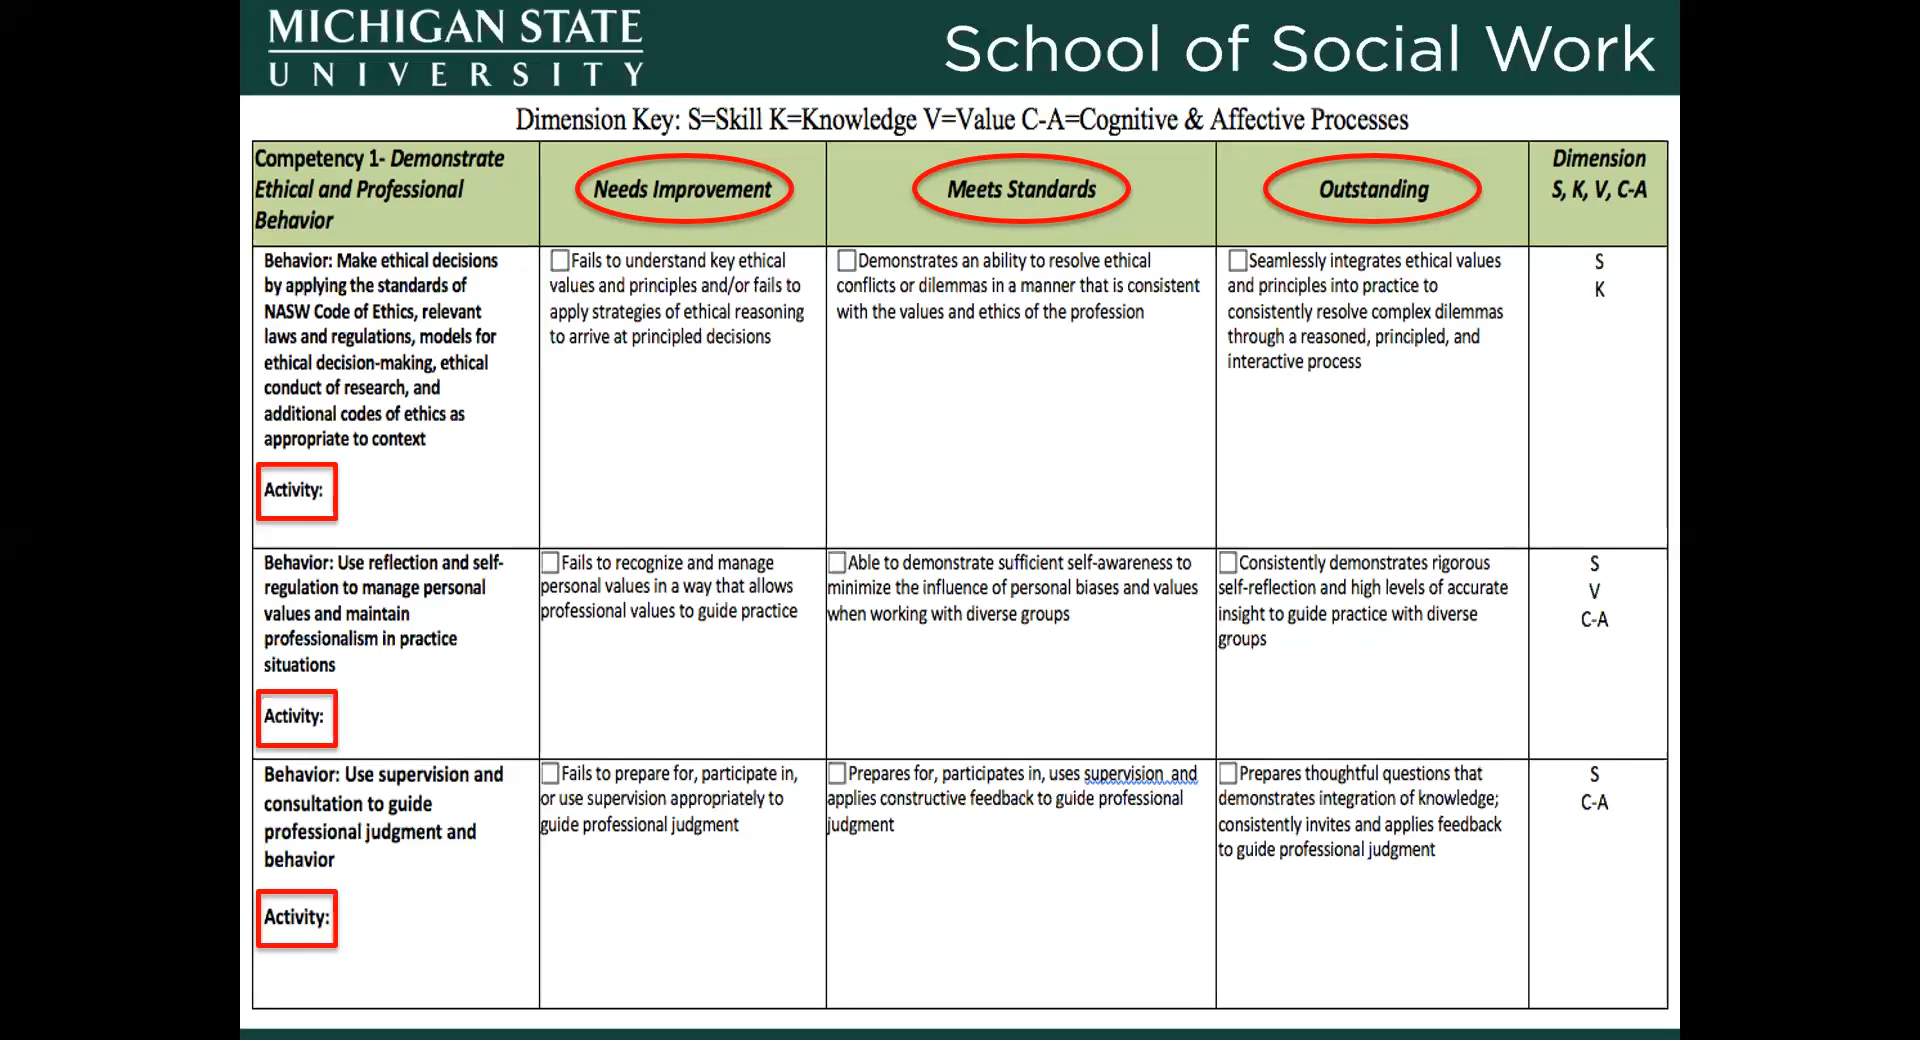 MICHIGAN STATE
UNIVERSITY
School of Social Work
Dimension Key: S=Skill K=Knowledge V=Value C-A=Cognitive & Affective Processes
Competency 1- Demonstrate
Ethical and Professional
Behavior
Needs Improvement
Meets Standards
Outstanding
Dimension
S, K, V, C-A
Behavior: Make ethical decisions
by applying the standards of
NASW Code of Ethics, relevant
laws and regulations, models for
ethical decision-making, ethical
conduct of research, and
additional codes of ethics as
appropriate to context
Activity:
Fails to understand key ethical
values and principles and/or fails to
apply strategies of ethical reasoning
to arrive at principled decisions
Demonstrates an ability to resolve ethical
conflicts or dilemmas in a manner that is consistent
with the values and ethics of the profession
Seamlessly integrates ethical values
and principles into practice to
consistently resolve complex dilemmas
through a reasoned, principled, and
interactive process
S
K
Behavior: Use reflection and self-
regulation to manage personal
values and maintain
professionalism in practice
situations
Activity:
Fails to recognize and manage
personal values in a way that allows
professional values to guide practice
Able to demonstrate sufficient self-awareness to
minimize the influence of personal biases and values
when working with diverse groups
Consistently demonstrates rigorous
self-reflection and high levels of accurate
insight to guide practice with diverse
groups
S
V
C-A
Behavior: Use supervision and
consultation to guide
professional judgment and
behavior
Activity:
Fails to prepare for, participate in,
or use supervision appropriately to
guide professional judgment
Prepares for, participates in, uses supervision and
applies constructive feedback to guide professional
judgment
Prepares thoughtful questions that
demonstrates integration of knowledge;
consistently invites and applies feedback
to guide professional judgment
S
C-A